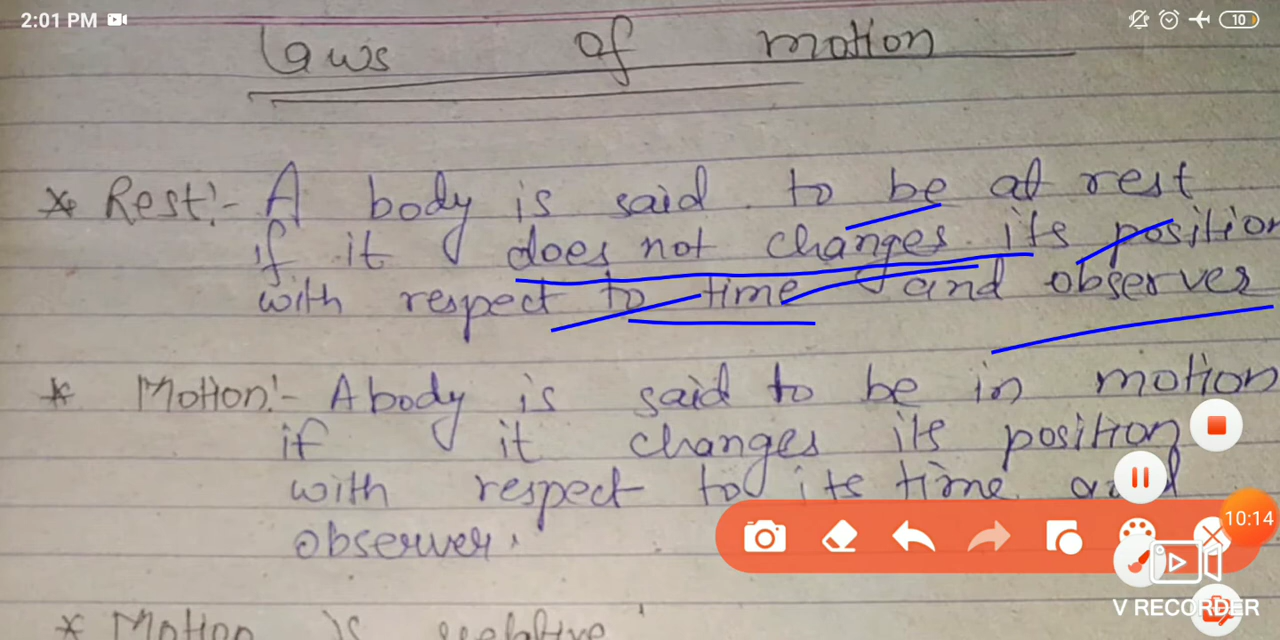 2:01 PM
10
Laws of motion
* Rest:- A body is said to be at rest
if it does not changes its position
with respect to time and observer
* Motion:- A body is said to be in motion
if it changes its position
with respect to its time and
observer.
10:14
V RECORDER
* Motion is relative